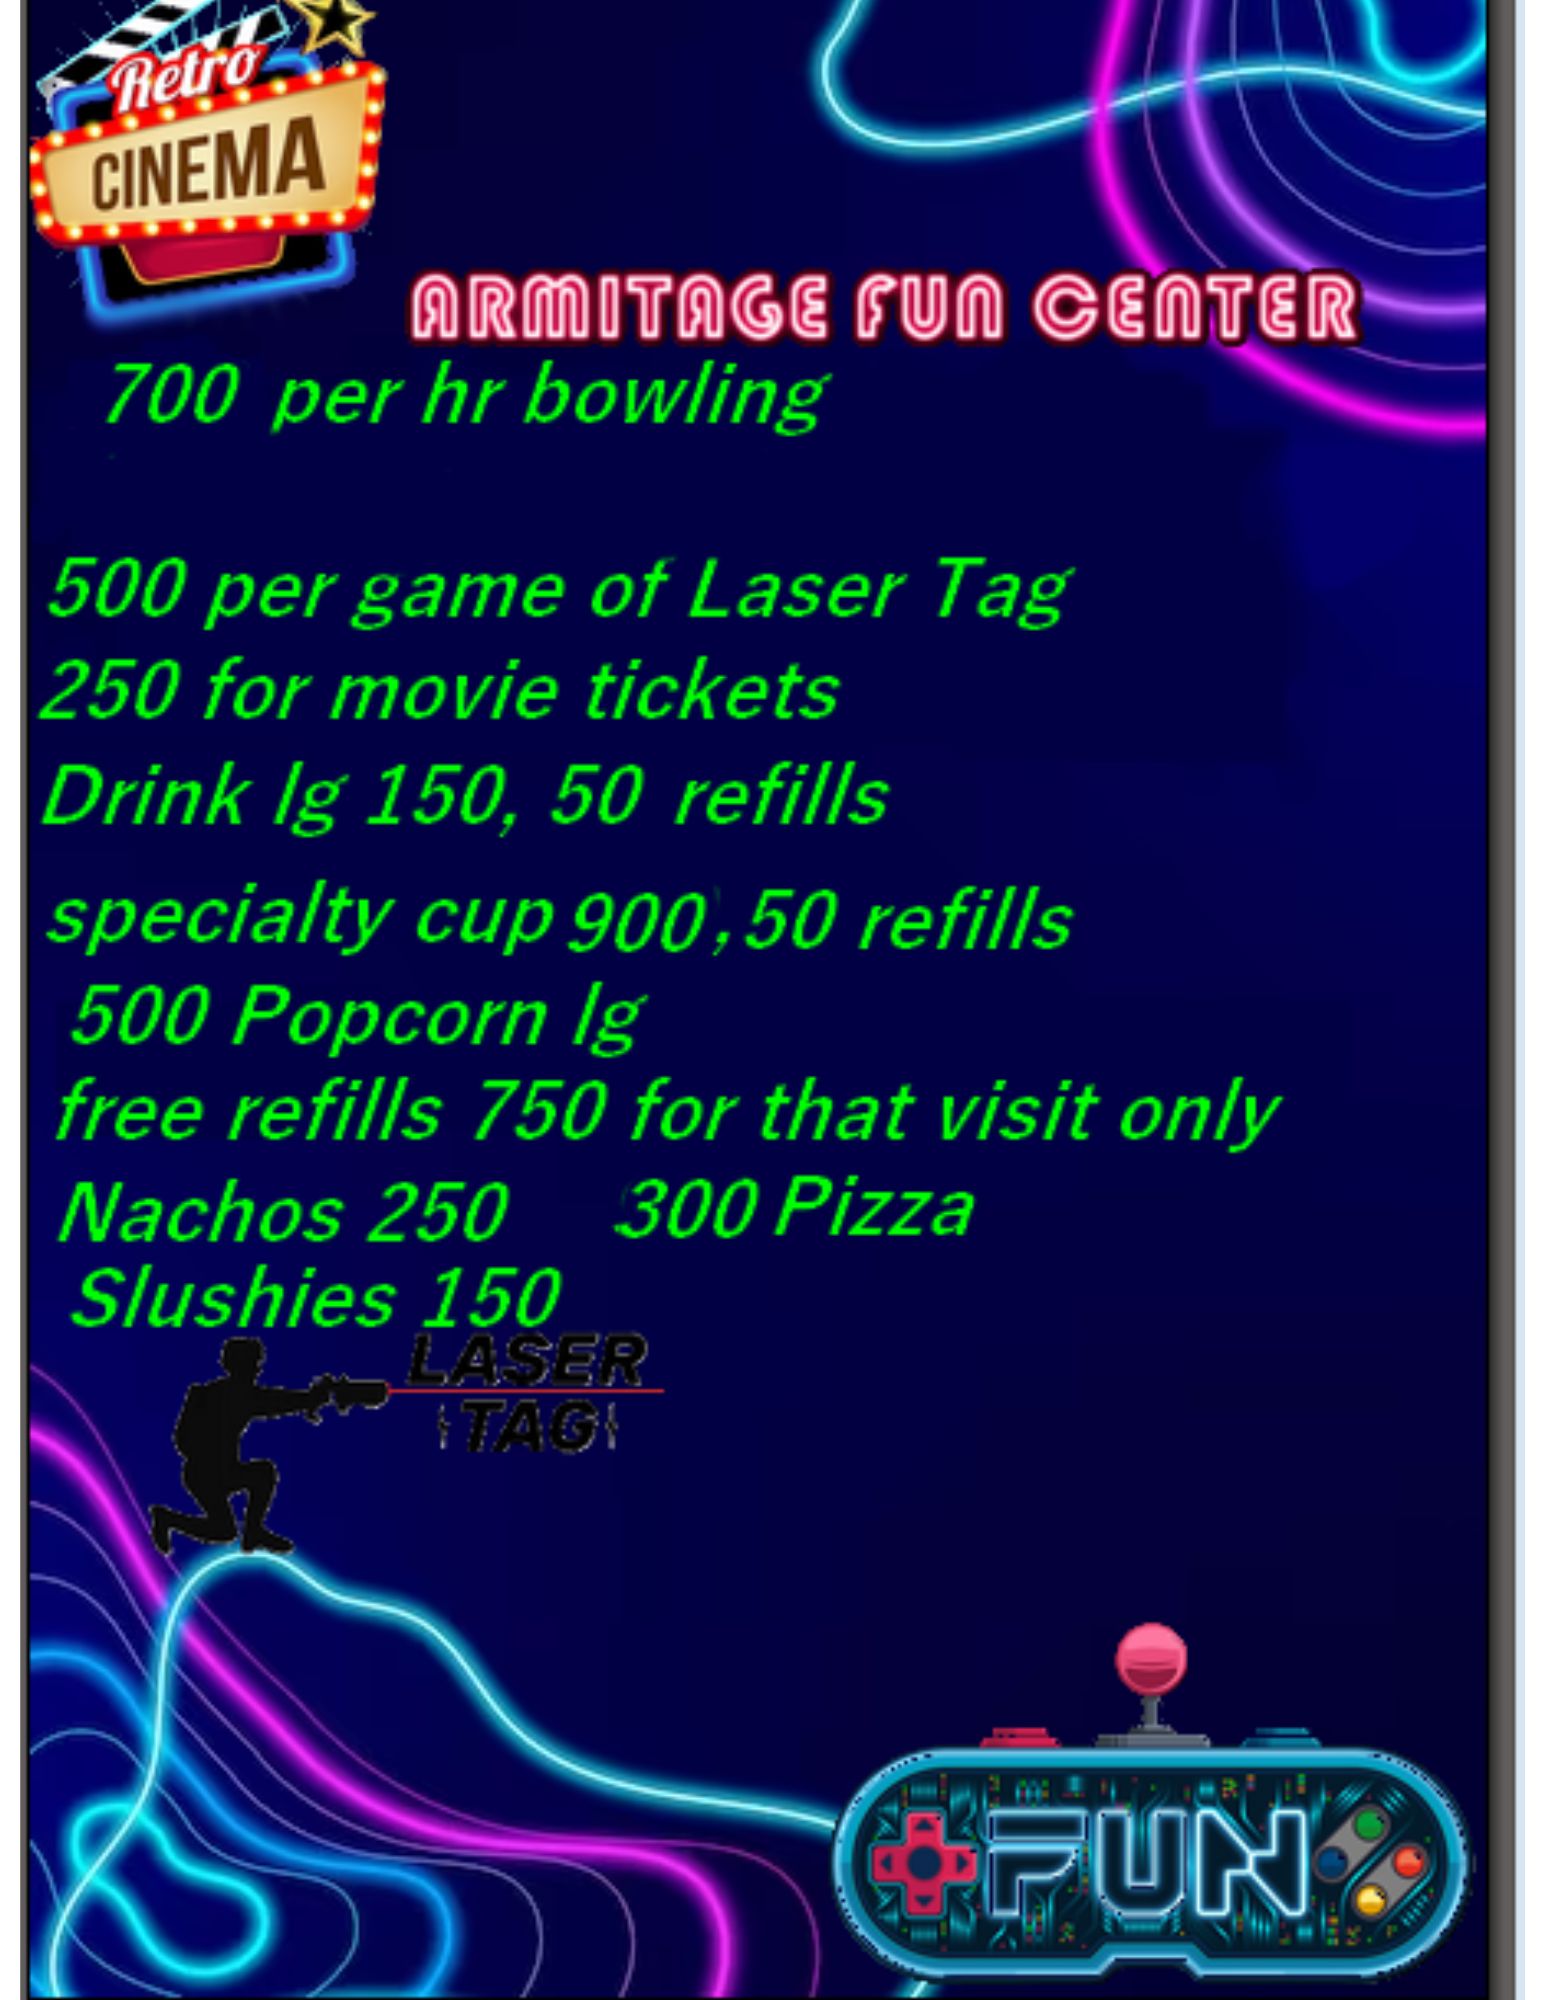 Retro
CINEMA
ARMITAGE FUN CENTER
700 per hr bowling
500 per game of Laser Tag
250 for movie tickets
Drink lg 150, 50 refills
specialty cup 900, 50 refills
500 Popcorn lg
free refills 750 for that visit only
Nachos 250 300 Pizza
Slushies 150
LASER
TAG
FUN